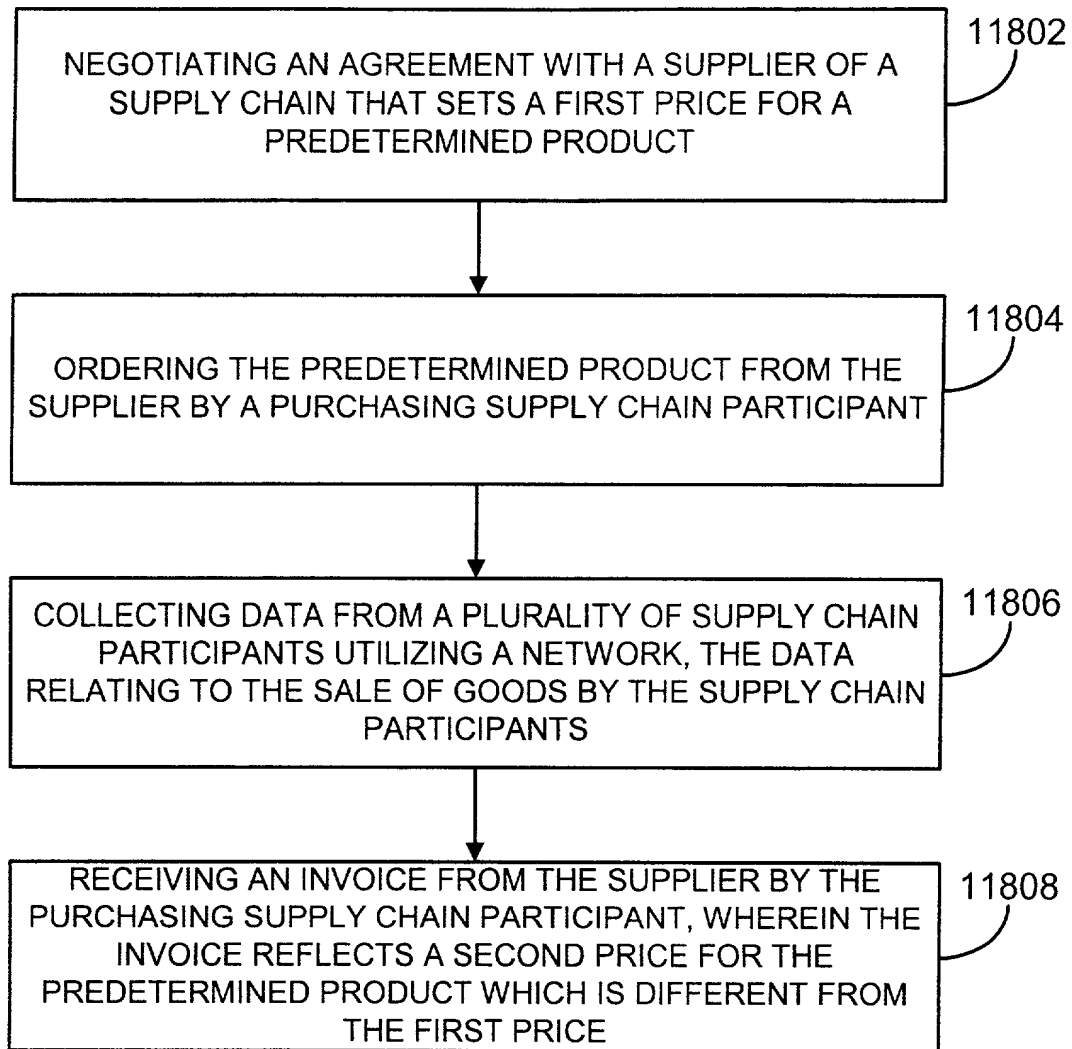 11802
NEGOTIATING AN AGREEMENT WITH A SUPPLIER OF A
SUPPLY CHAIN THAT SETS A FIRST PRICE FOR A
PREDETERMINED PRODUCT
11804
ORDERING THE PREDETERMINED PRODUCT FROM THE
SUPPLIER BY A PURCHASING SUPPLY CHAIN PARTICIPANT
11806
COLLECTING DATA FROM A PLURALITY OF SUPPLY CHAIN
PARTICIPANTS UTILIZING A NETWORK, THE DATA
RELATING TO THE SALE OF GOODS BY THE SUPPLY CHAIN
PARTICIPANTS
11808
RECEIVING AN INVOICE FROM THE SUPPLIER BY THE
PURCHASING SUPPLY CHAIN PARTICIPANT, WHEREIN THE
INVOICE REFLECTS A SECOND PRICE FOR THE
PREDETERMINED PRODUCT WHICH IS DIFFERENT FROM
THE FIRST PRICE